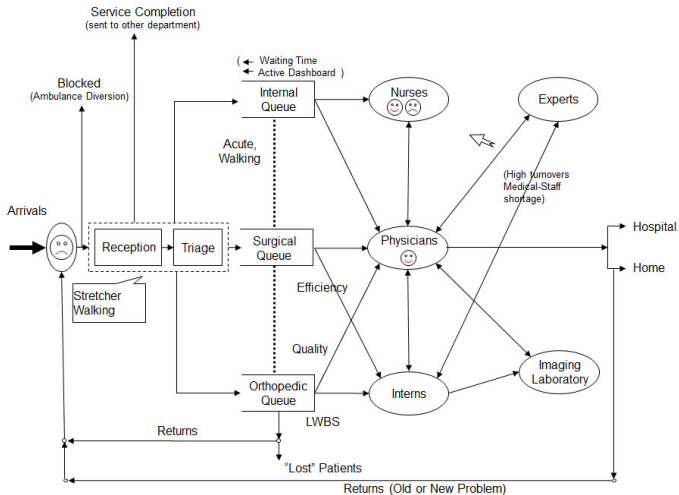 Service Completion
(sent to other department)
( Waiting Time
Active Dashboard )
Blocked
(Ambulance Diversion)
Internal
Queue
Nurses
Experts
Acute,
Walking
(High turnovers
Medical-Staff
shortage)
Arrivals
Reception
Triage
Surgical
Queue
Physicians
Hospital
Home
Stretcher
Walking
Efficiency
Quality
Orthopedic
Queue
Interns
Imaging
Laboratory
LWBS
Returns
"Lost" Patients
Returns (Old or New Problem)